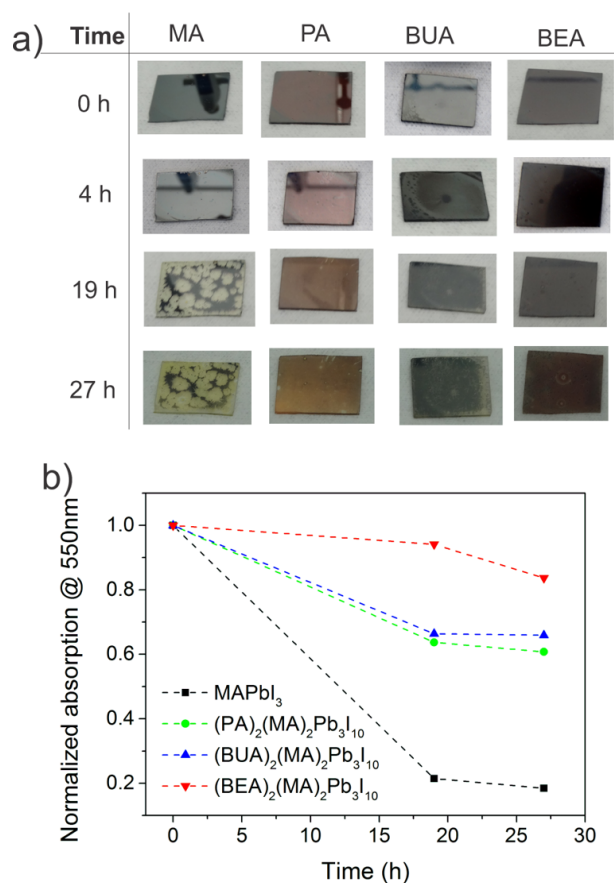 a) Time MA PA BUA BEA
0 h
4 h
19 h
27 h
b)
Normalized absorption @ 550nm
1.0
0.8
0.6
0.4
0.2
MAPbI₃
(PA)₂(MA)₂Pb₃I₁₀
(BUA)₂(MA)₂Pb₃I₁₀
(BEA)₂(MA)₂Pb₃I₁₀
0 5 10 15 20 25 30
Time (h)